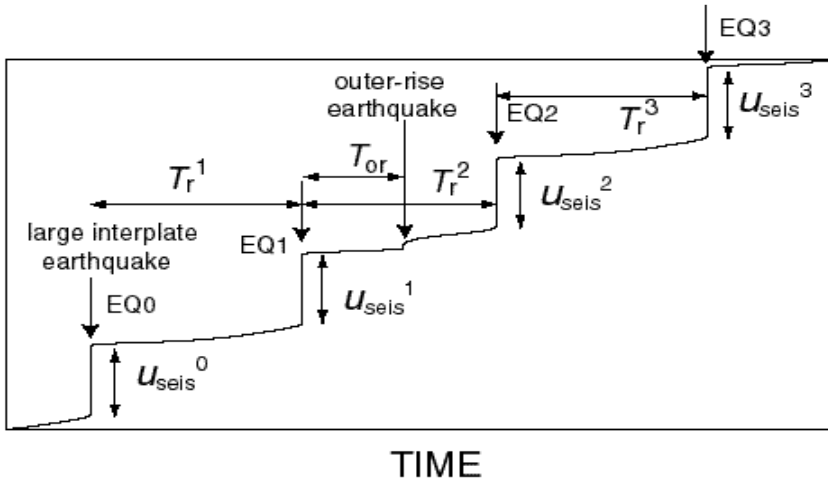 EQ3
outer-rise
earthquake
u_seis^3
EQ2
T_r^3
T_or
T_r^1
T_r^2
u_seis^2
large interplate
earthquake
EQ1
EQ0
u_seis^1
u_seis^0
TIME